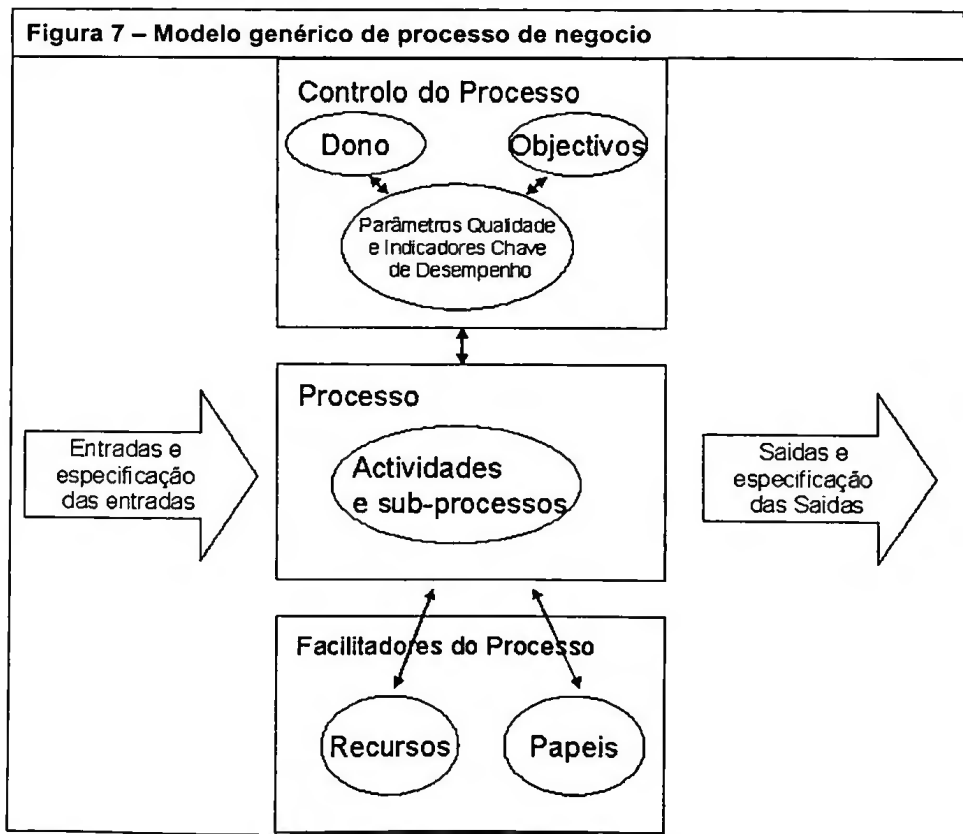 Figura 7 – Modelo genérico de processo de negocio
Controlo do Processo
Dono
Objectivos
Parâmetros Qualidade
e Indicadores Chave
de Desempenho
Processo
Entradas e
especificação
das entradas
Actividades
e sub-processos
Saidas e
especificação
das Saidas
Facilitadores do Processo
Recursos
Papeis